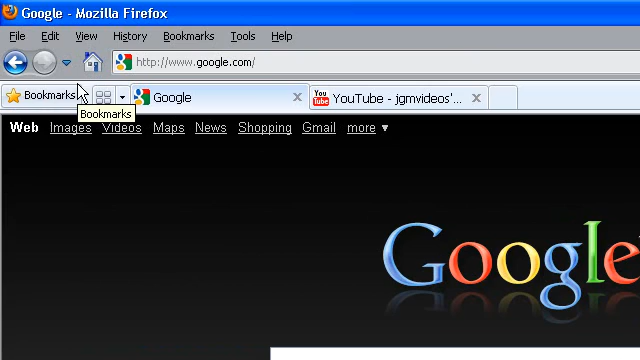 Google - Mozilla Firefox
File Edit View History Bookmarks Tools Help
http://www.google.com/
Bookmarks Google YouTube - jgmvideos'...
Bookmarks
Web Images Videos Maps News Shopping Gmail more ▼
Google